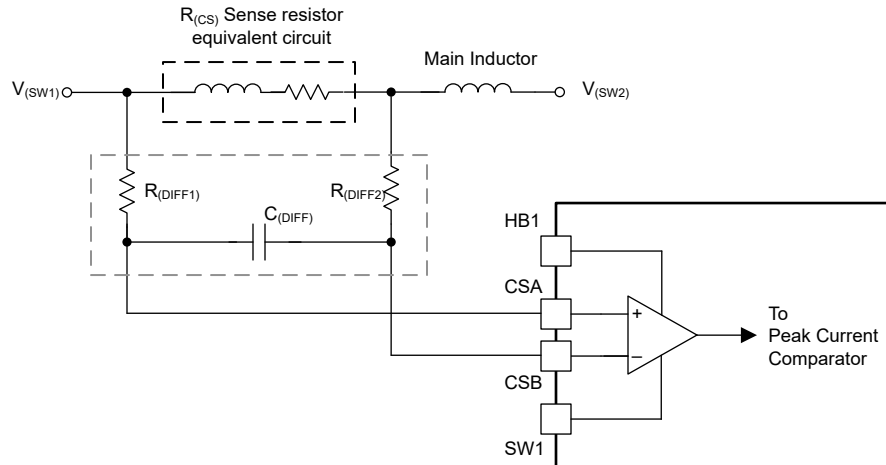 R(CS) Sense resistor
equivalent circuit
Main Inductor
V(SW1)
V(SW2)
R(DIFF1)
R(DIFF2)
C(DIFF)
HB1
CSA
+
To
Peak Current
Comparator
−
CSB
SW1